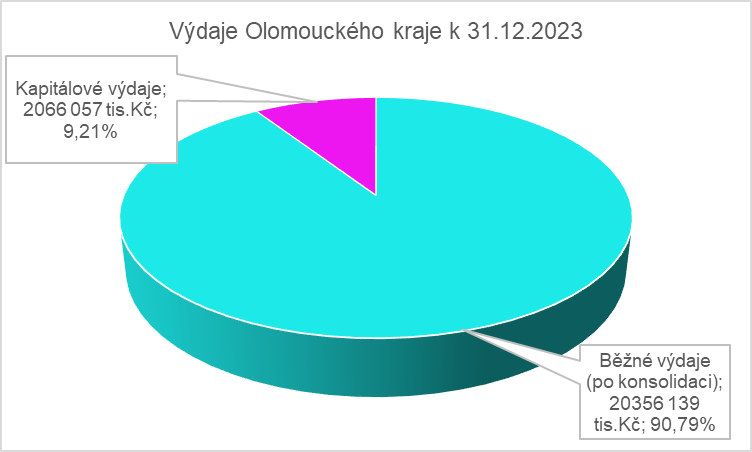 Výdaje Olomouckého kraje k 31.12.2023
Kapitálové výdaje;
2066 057 tis.Kč;
9,21%
Běžné výdaje
(po konsolidaci);
20356 139
tis.Kč; 90,79%